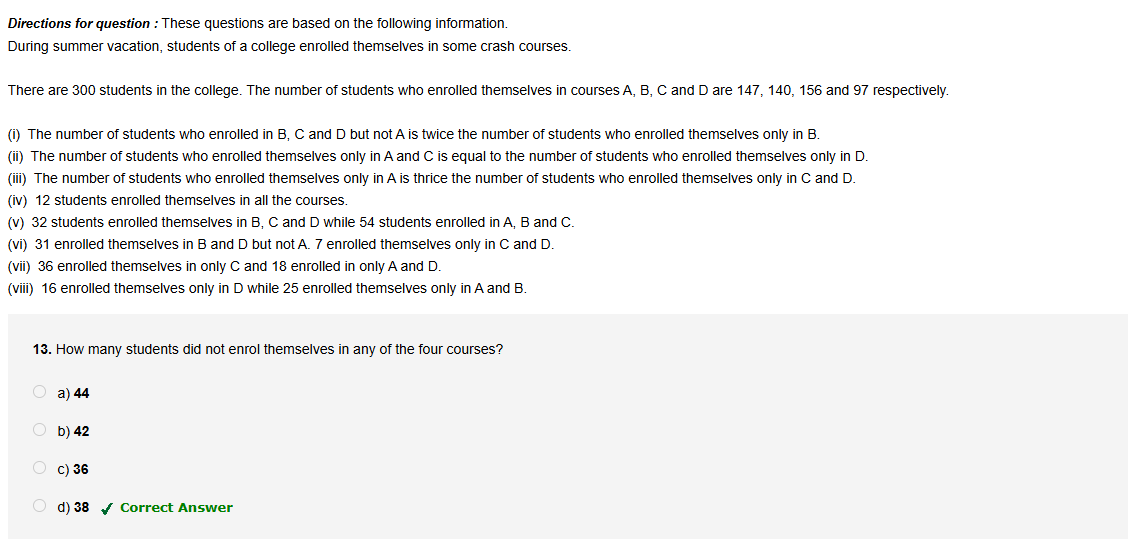 Directions for question : These questions are based on the following information.
During summer vacation, students of a college enrolled themselves in some crash courses.
There are 300 students in the college. The number of students who enrolled themselves in courses A, B, C and D are 147, 140, 156 and 97 respectively.
(i) The number of students who enrolled in B, C and D but not A is twice the number of students who enrolled themselves only in B.
(ii) The number of students who enrolled themselves only in A and C is equal to the number of students who enrolled themselves only in D.
(iii) The number of students who enrolled themselves only in A is thrice the number of students who enrolled themselves only in C and D.
(iv) 12 students enrolled themselves in all the courses.
(v) 32 students enrolled themselves in B, C and D while 54 students enrolled in A, B and C.
(vi) 31 enrolled themselves in B and D but not A. 7 enrolled themselves only in C and D.
(vii) 36 enrolled themselves in only C and 18 enrolled in only A and D.
(viii) 16 enrolled themselves only in D while 25 enrolled themselves only in A and B.
13. How many students did not enrol themselves in any of the four courses?
a) 44
b) 42
c) 36
d) 38 ✓ Correct Answer